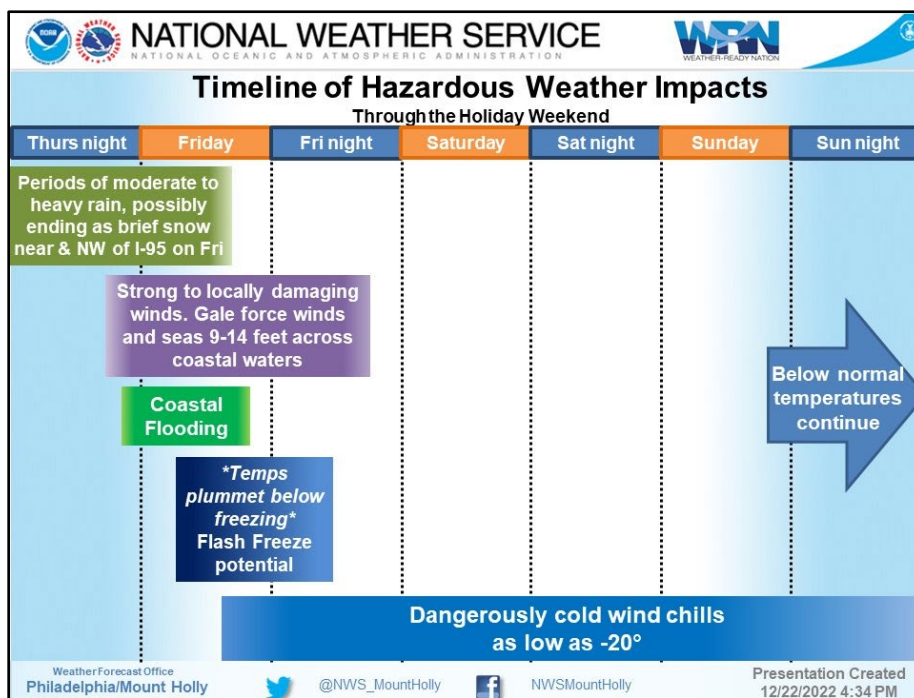 NATIONAL WEATHER SERVICE
NATIONAL OCEANIC AND ATMOSPHERIC ADMINISTRATION
WRN
WEATHER-READY NATION
Timeline of Hazardous Weather Impacts
Through the Holiday Weekend
Thurs night
Friday
Fri night
Saturday
Sat night
Sunday
Sun night
Periods of moderate to
heavy rain, possibly
ending as brief snow
near & NW of I-95 on Fri
Strong to locally damaging
winds. Gale force winds
and seas 9-14 feet across
coastal waters
Coastal
Flooding
*Temps
plummet below
freezing*
Flash Freeze
potential
Below normal
temperatures
continue
Dangerously cold wind chills
as low as -20°
Weather Forecast Office
Philadelphia/Mount Holly
@NWS_MountHolly
NWSMountHolly
Presentation Created
12/22/2022 4:34 PM